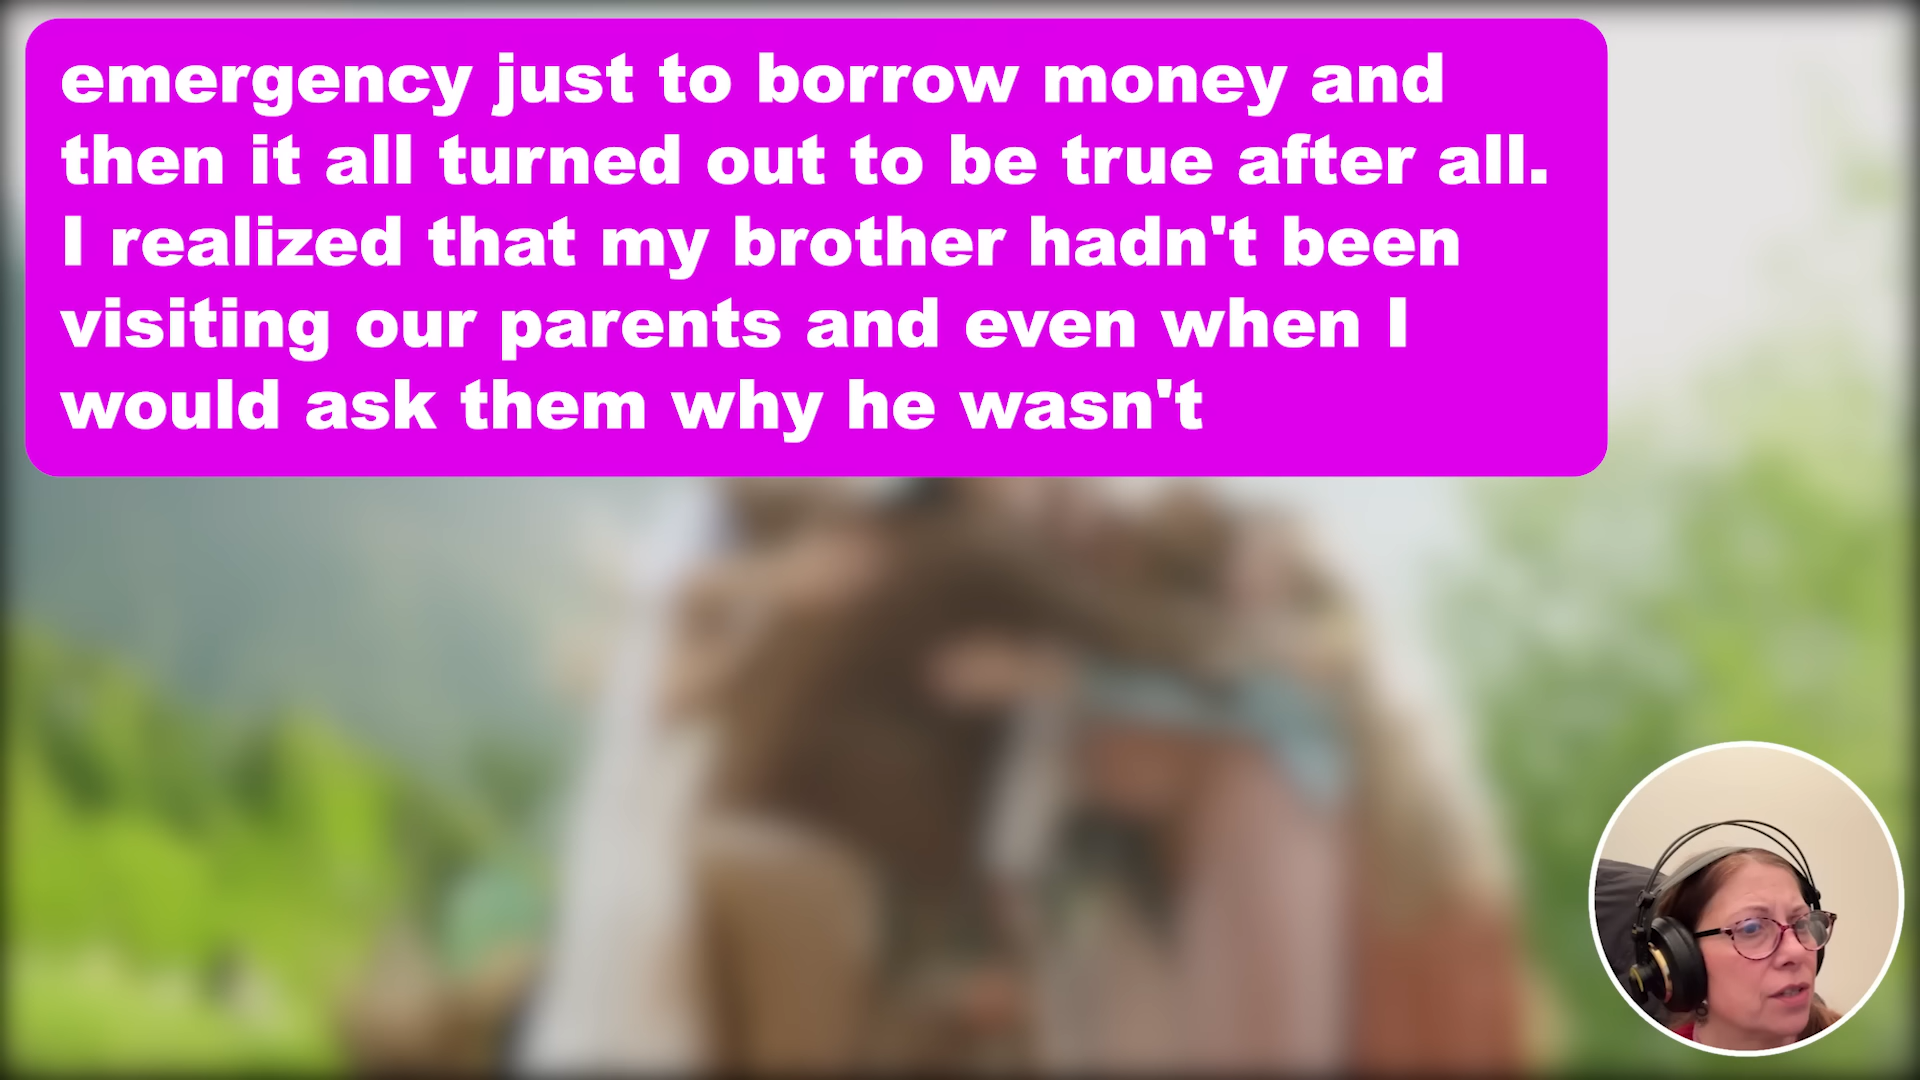 emergency just to borrow money and
then it all turned out to be true after all.
I realized that my brother hadn't been
visiting our parents and even when I
would ask them why he wasn't